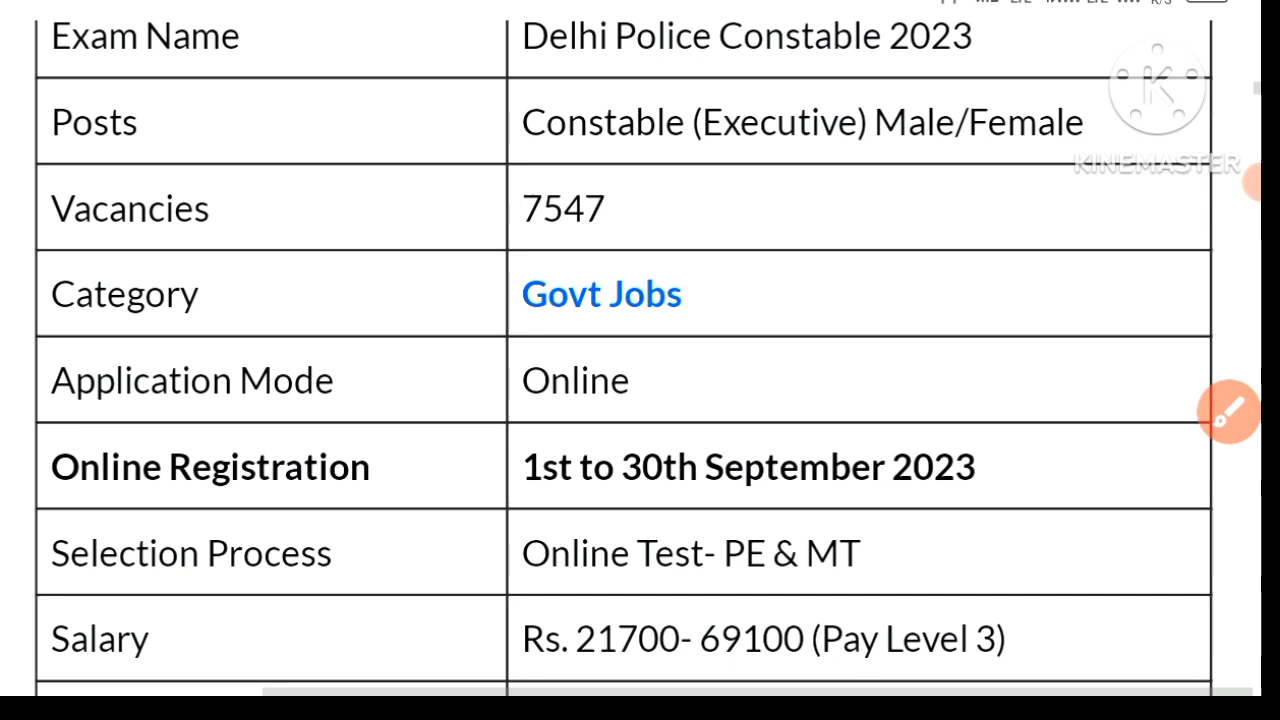 Exam Name Delhi Police Constable 2023
Posts Constable (Executive) Male/Female
KINEMASTER
Vacancies 7547
Category Govt Jobs
Application Mode Online
Online Registration 1st to 30th September 2023
Selection Process Online Test- PE & MT
Salary Rs. 21700- 69100 (Pay Level 3)